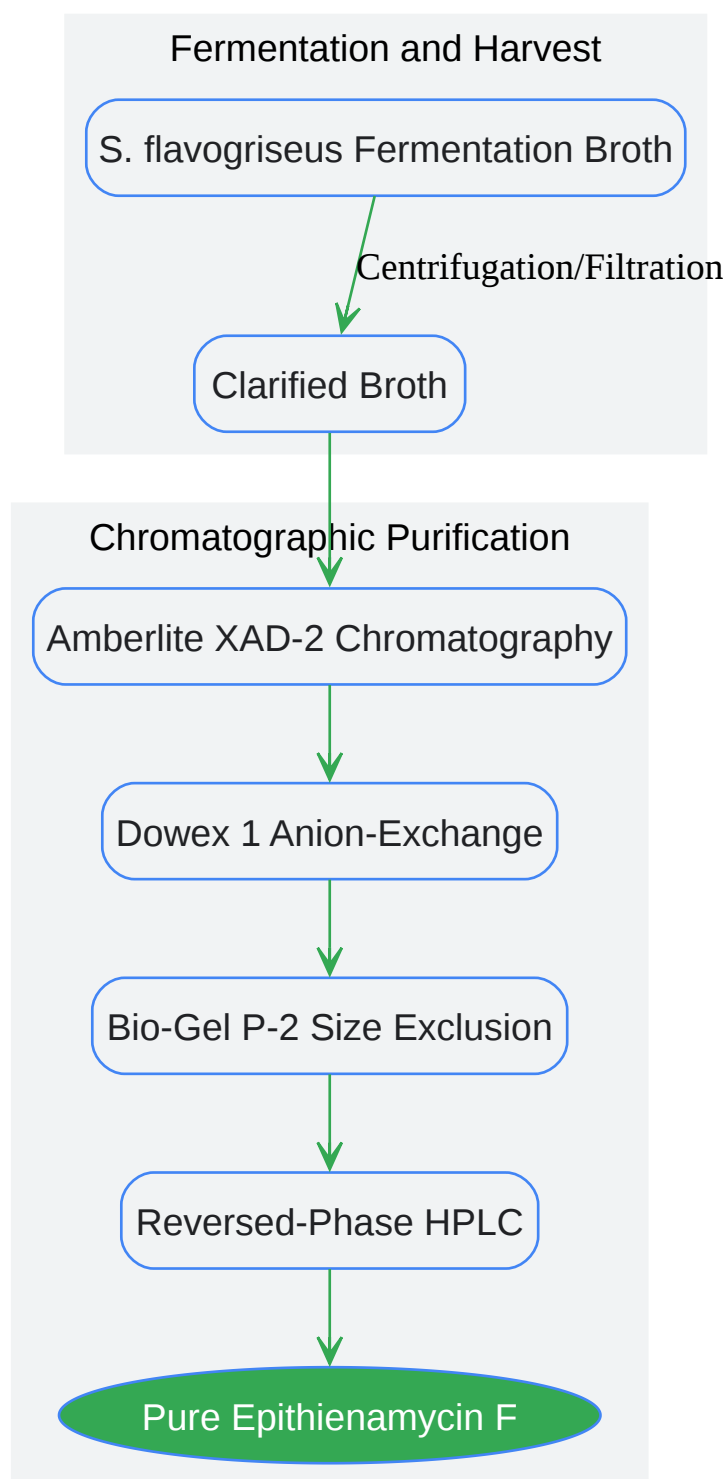 Fermentation and Harvest
S. flavogriseus Fermentation Broth
Centrifugation/Filtration
Clarified Broth
Chromatographic Purification
Amberlite XAD-2 Chromatography
Dowex 1 Anion-Exchange
Bio-Gel P-2 Size Exclusion
Reversed-Phase HPLC
Pure Epithienamycin F